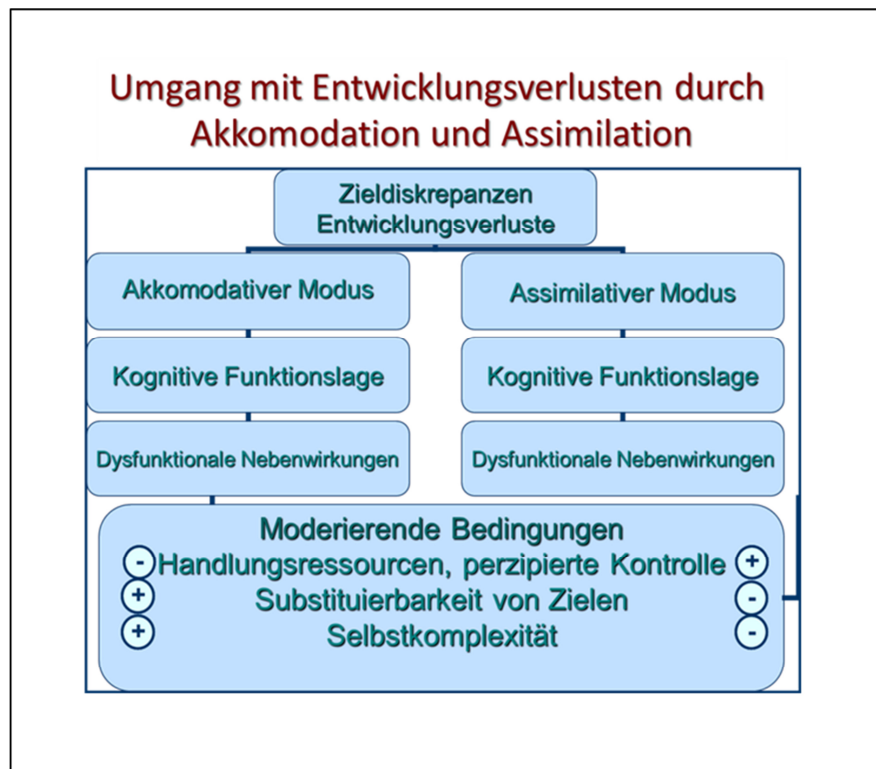 Umgang mit Entwicklungsverlusten durch
Akkomodation und Assimilation
Zieldiskrepanzen
Entwicklungsverluste
Akkomodativer Modus
Assimilativer Modus
Kognitive Funktionslage
Kognitive Funktionslage
Dysfunktionale Nebenwirkungen
Dysfunktionale Nebenwirkungen
Moderierende Bedingungen
- Handlungsressourcen, perzipierte Kontrolle +
+ Substituierbarkeit von Zielen -
+ Selbstkomplexität -